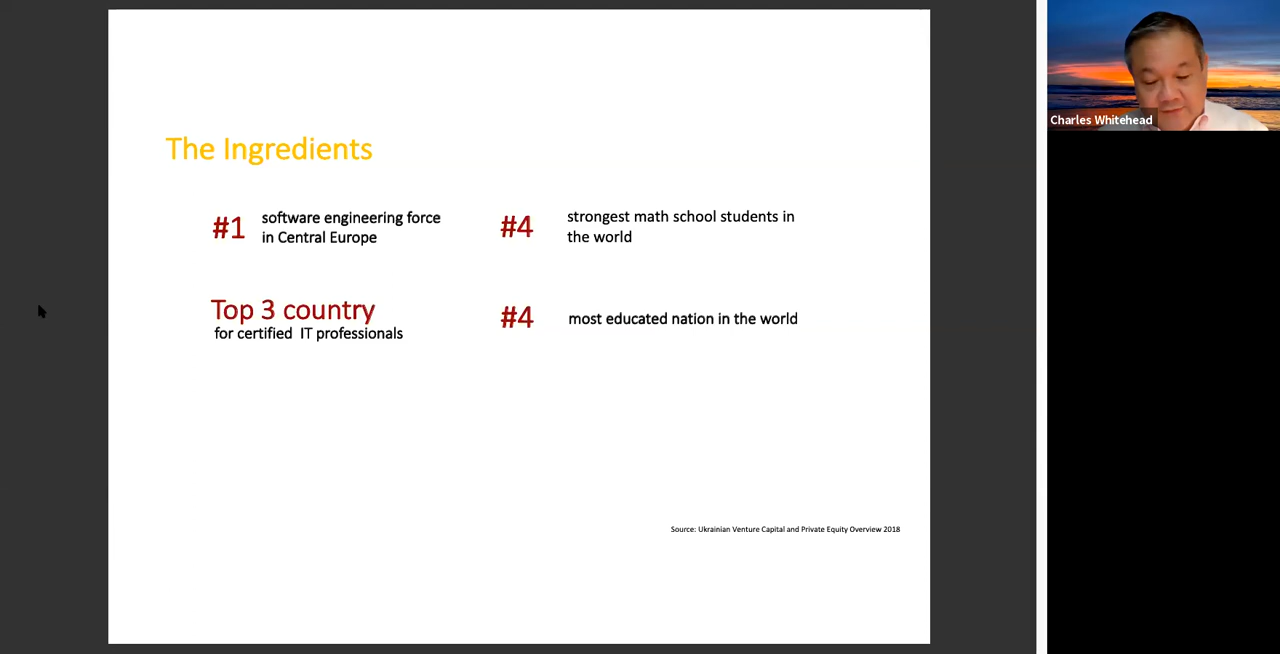 The Ingredients
#1 software engineering force
in Central Europe
#4 strongest math school students in
the world
Top 3 country
for certified IT professionals
#4 most educated nation in the world
Source: Ukrainian Venture Capital and Private Equity Overview 2018
Charles Whitehead